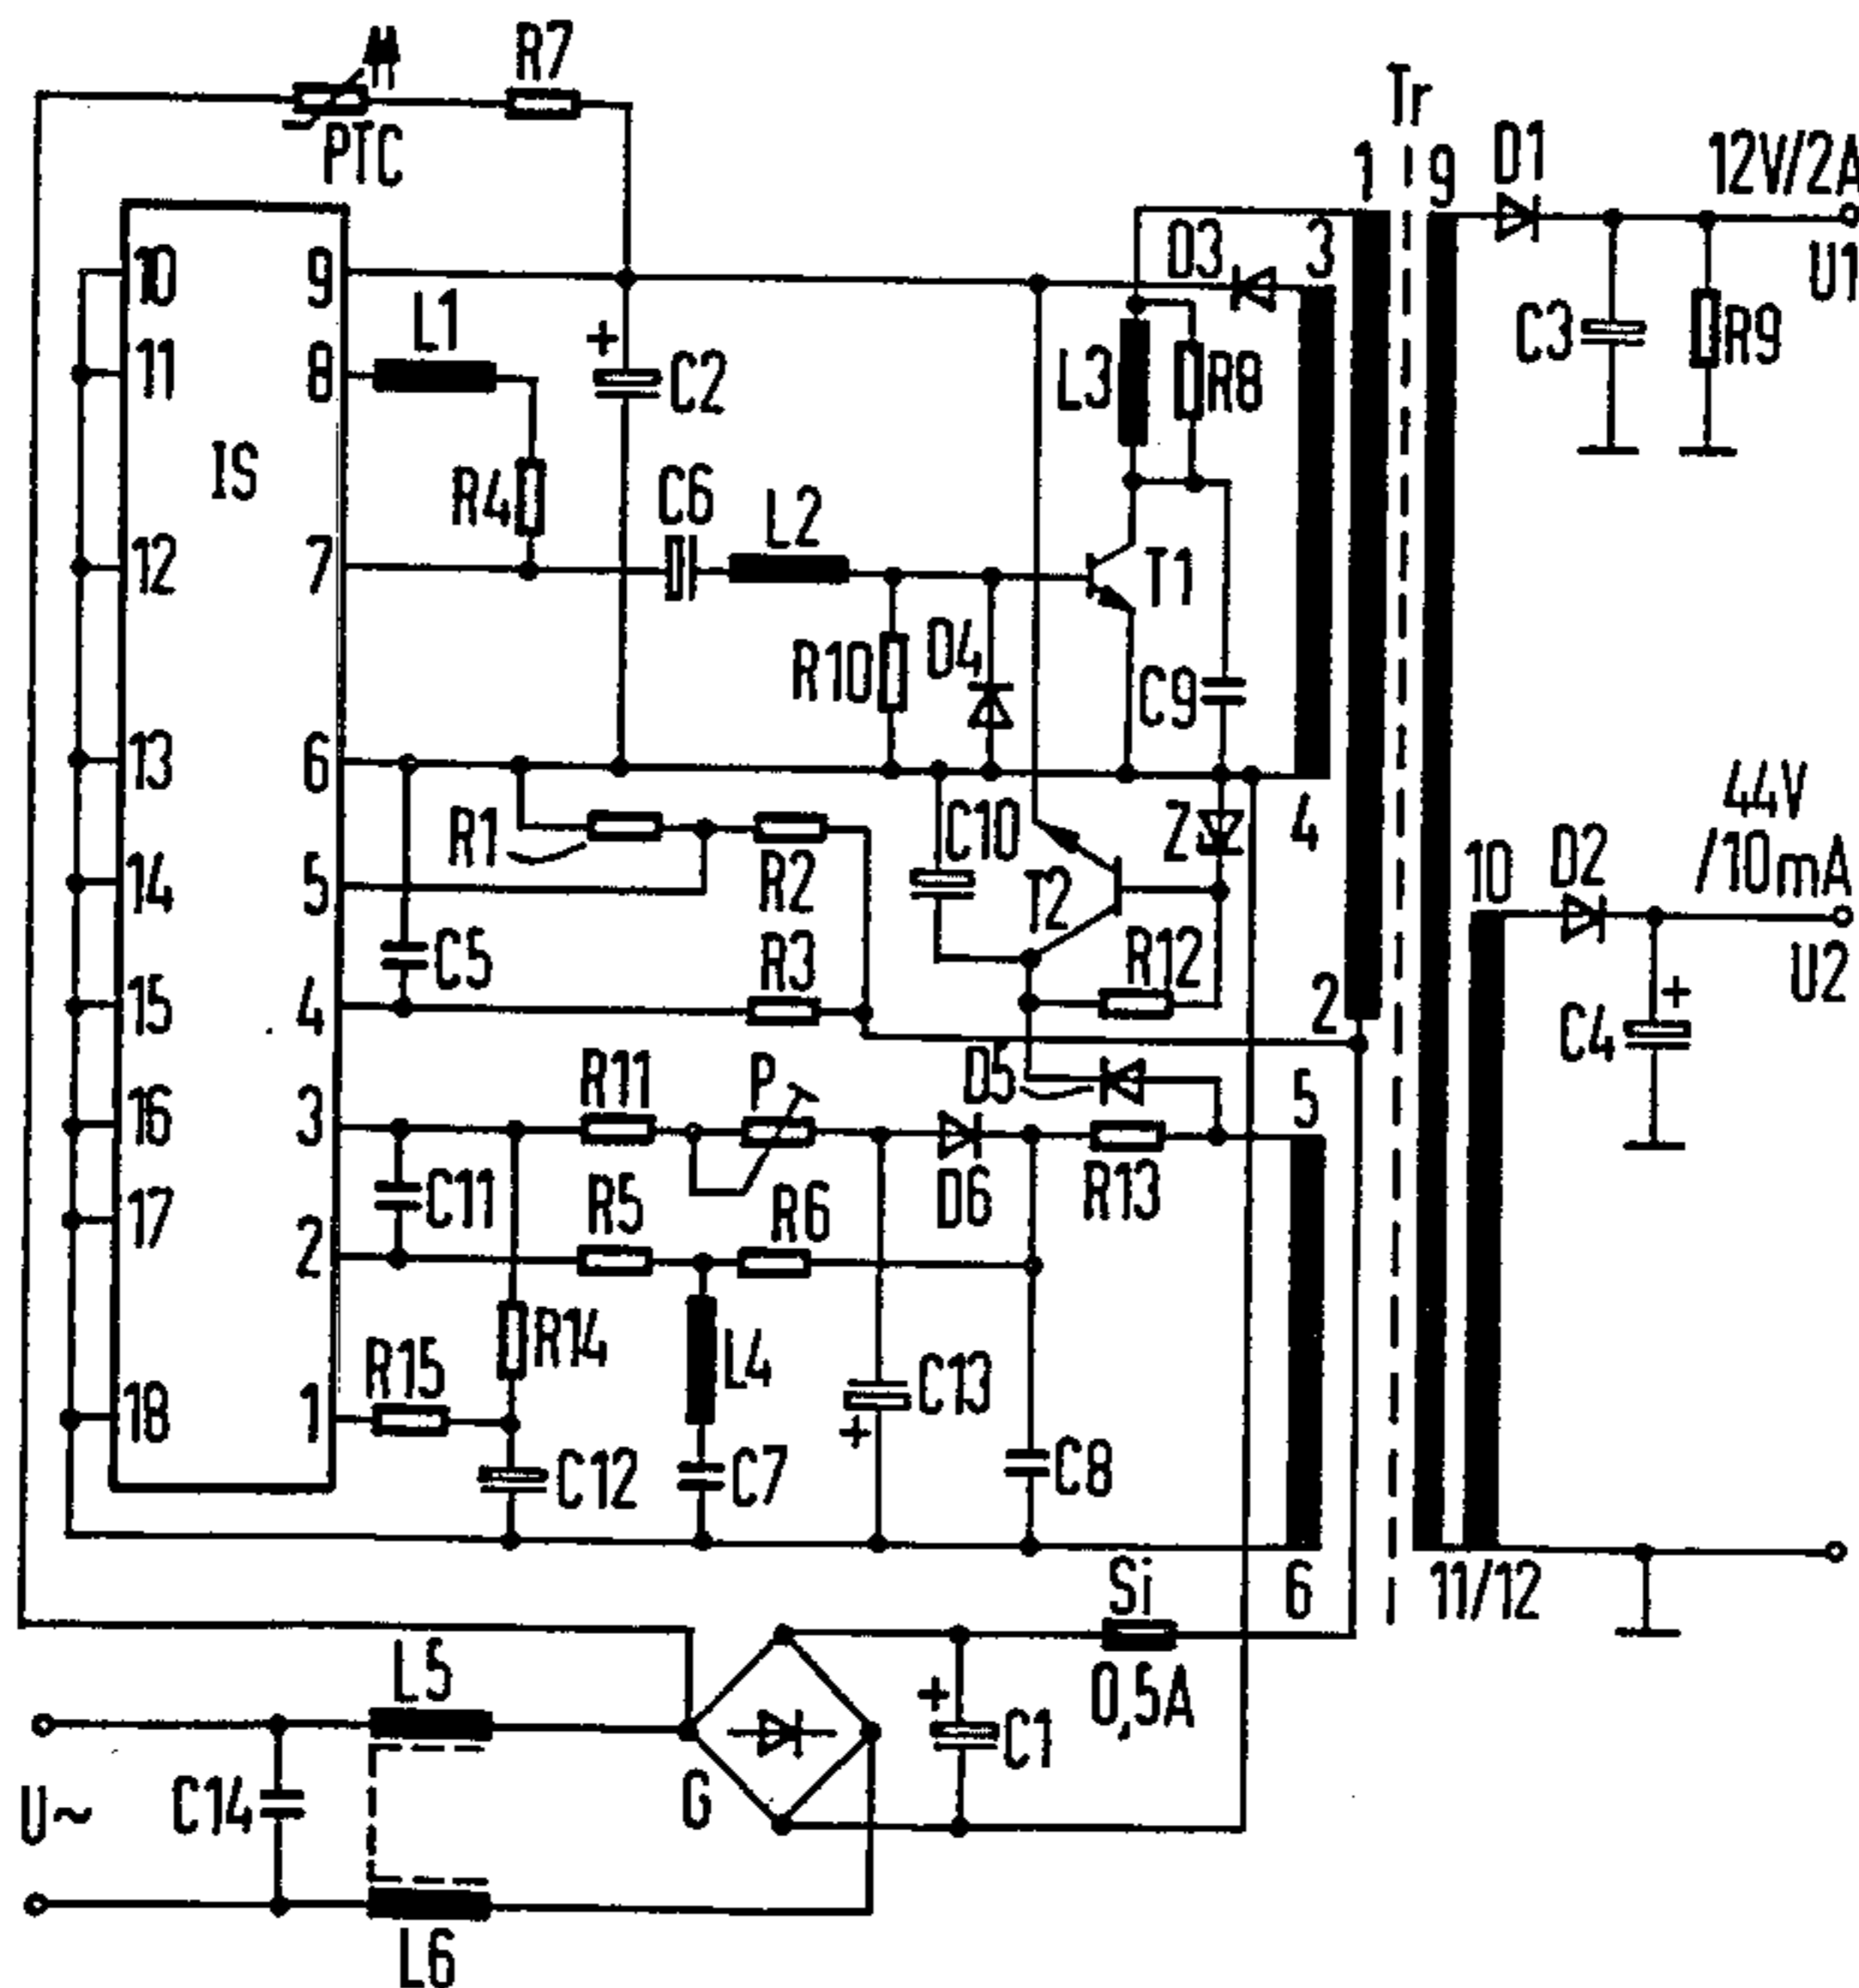 R7
PTC
Tr
1
9
D1
12V/2A
U1
D3
3
10
9
L1
11
8
C2
L3
R8
C3
R9
IS
R4
C6
L2
12
7
T1
R10
D4
C9
13
6
R1
R2
C10
Z
4
T2
44V
/10mA
10
D2
U2
14
5
C5
R3
R12
15
4
2
C4
+
R11
P
D5
5
16
3
C11
R5
R6
D6
R13
17
2
R14
L4
C13
+
R15
18
1
C12
C7
C8
+
Si
6
11/12
0,5A
L5
+
C1
U~
C14
G
L6